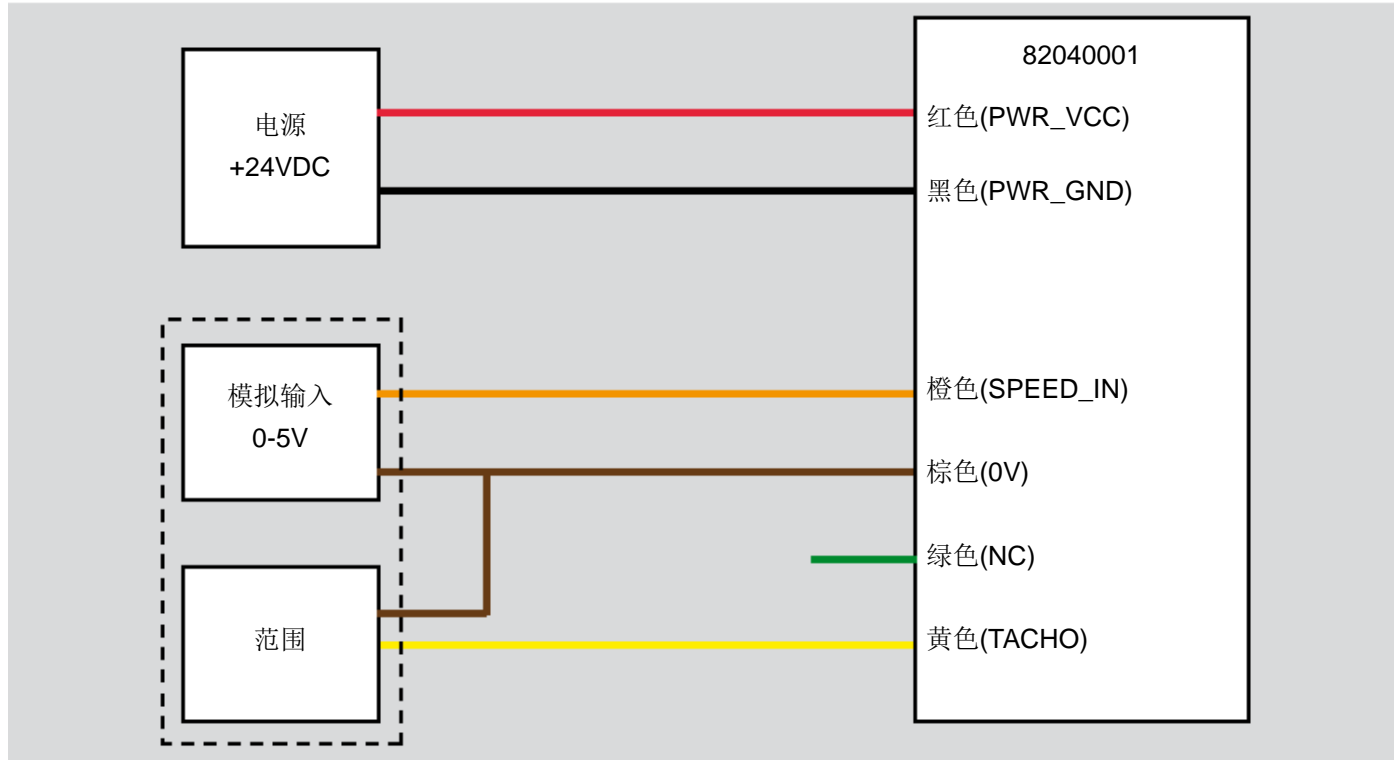 82040001
电源
+24VDC
红色(PWR_VCC)
黑色(PWR_GND)
模拟输入
0-5V
橙色(SPEED_IN)
棕色(0V)
绿色(NC)
范围
黄色(TACHO)